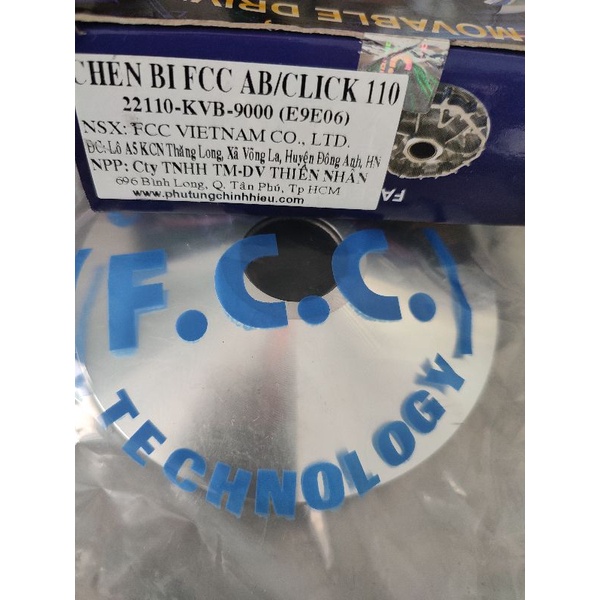 MOVABLE DRIV
CHÉN BI FCC AB/CLICK 110
22110-KVB-9000 (E9E06)
NSX: FCC VIETNAM CO., LTD.
ĐC: Lô A5 KCN Thăng Long, Xã Võng La, Huyện Đông Anh, HN
NPP: Cty TNHH TM-DV THIÊN NHÂN
696 Bình Long, Q. Tân Phú, Tp HCM
www.phutungchinhhieu.com
FA
F.C.C.
TECHNOLOGY